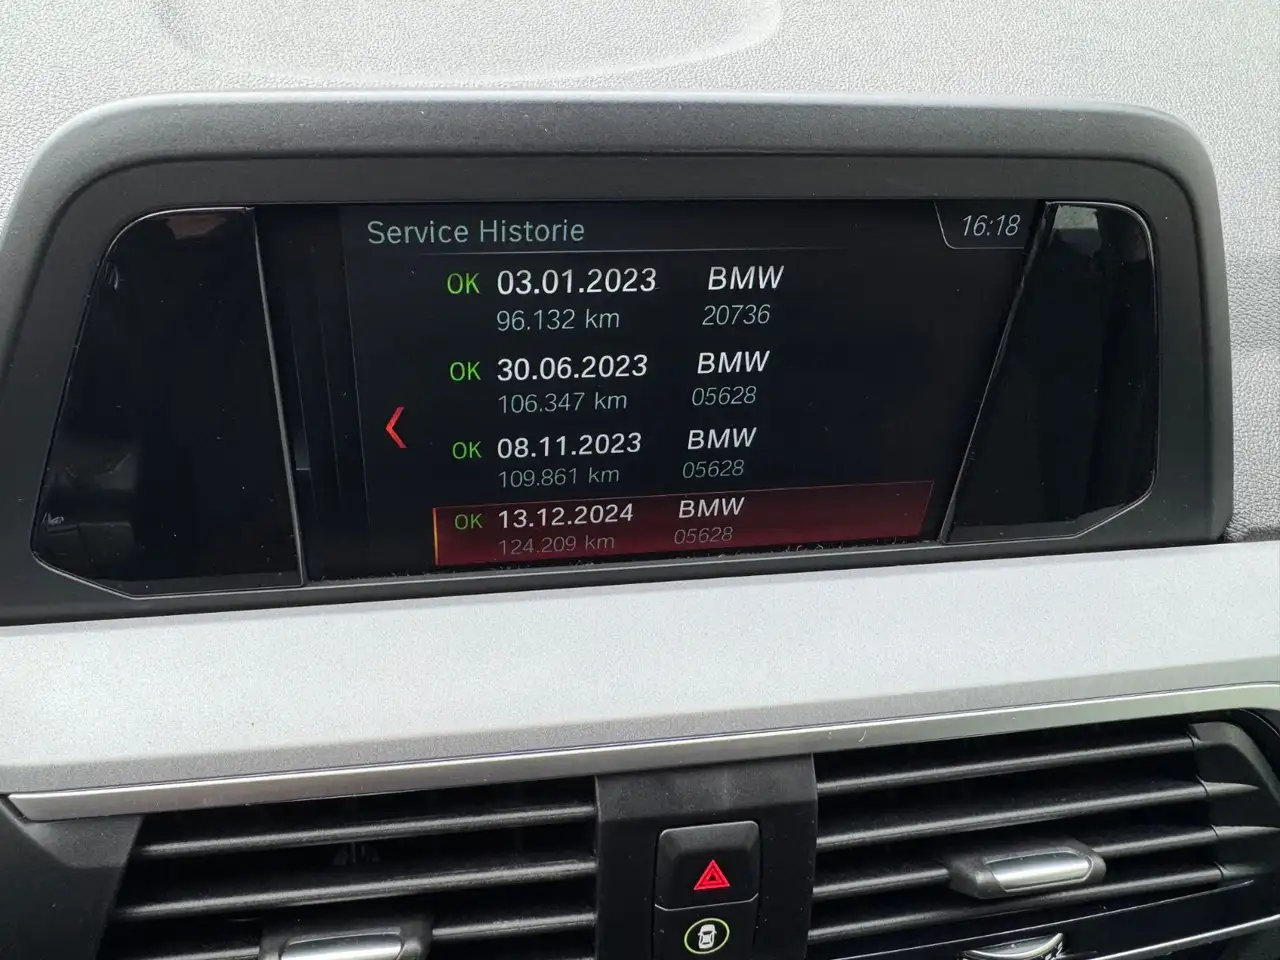 Service Historie 16:18
OK 03.01.2023 BMW
96.132 km 20736
OK 30.06.2023 BMW
106.347 km 05628
OK 08.11.2023 BMW
109.861 km 05628
OK 13.12.2024 BMW
124.209 km 05628